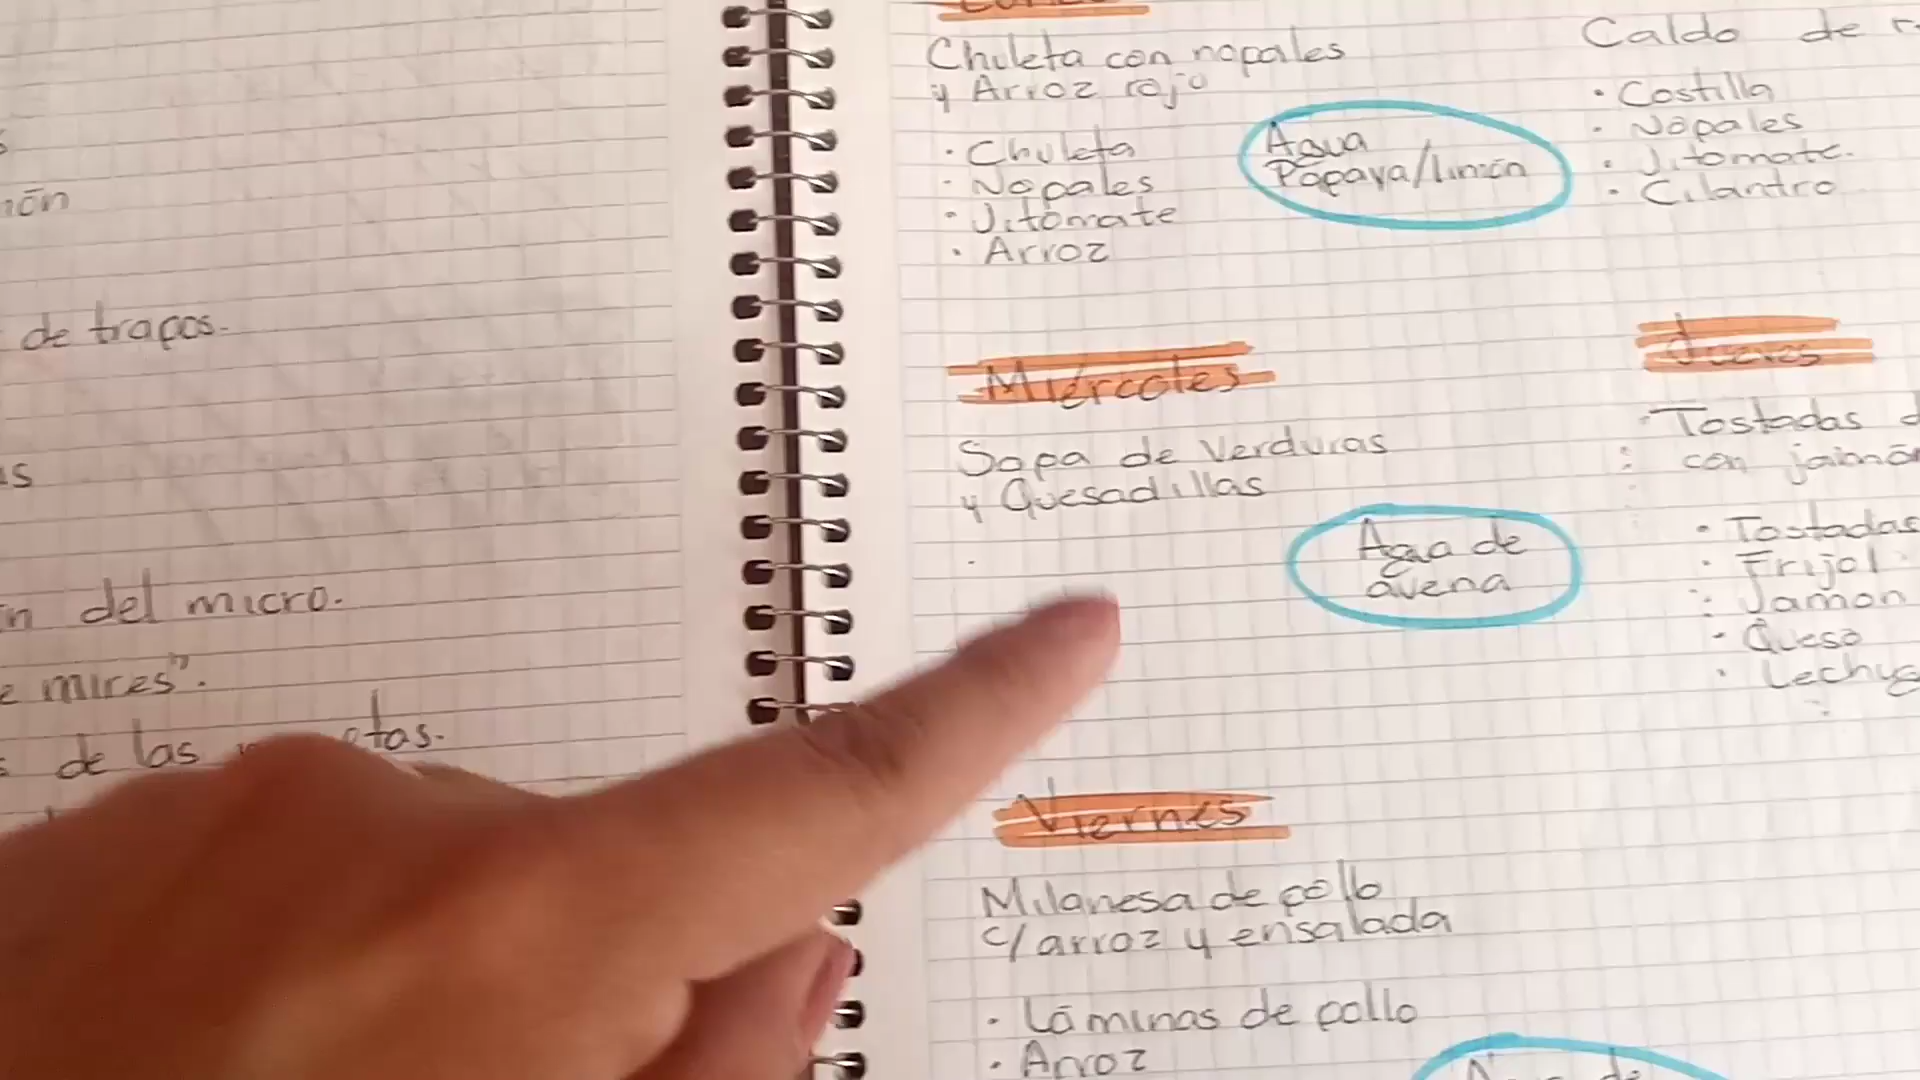 de trapos.
del micro.
mires".
de las
Chuleta con nopales
y Arroz rojo
· Chuleta
· Nopales
· Jitomate
· Arroz
Agua
Papaya/limón
Caldo de
· Costilla
· Nopales
· Jitomate.
· Cilantro
Miércoles
Sopa de Verduras
y Quesadillas
Agua de
avena
Jueves
· Tostadas
con jamón
· Tostadas
· Frijol
· Jamon
· Queso
Viernes
Milanesa de pollo
c/ arroz y ensalada
· Láminas de pollo
· Arroz